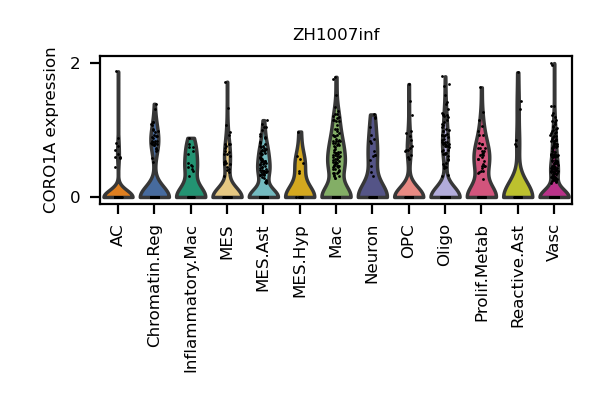 ZH1007inf
CORO1A expression
2
0
AC
Chromatin.Reg
Inflammatory.Mac
MES
MES.Ast
MES.Hyp
Mac
Neuron
OPC
Oligo
Prolif.Metab
Reactive.Ast
Vasc